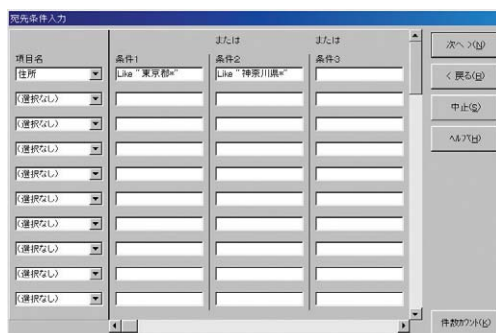 宛先条件入力
または
または
項目名
条件1
条件2
条件3
住所
Like "東京都*"
Like "神奈川県*"
(選択なし)
(選択なし)
(選択なし)
(選択なし)
(選択なし)
(選択なし)
(選択なし)
(選択なし)
(選択なし)
次へ >(N)
< 戻る(B)
中止(S)
ﾍﾙﾌﾟ(H)
件数ｶｳﾝﾄ(K)